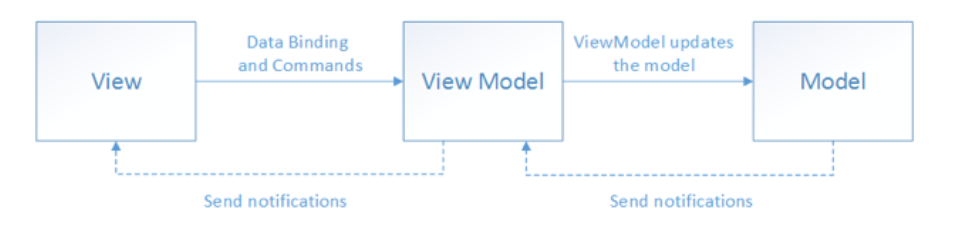 View
Data Binding
and Commands
View Model
ViewModel updates
the model
Model
Send notifications
Send notifications